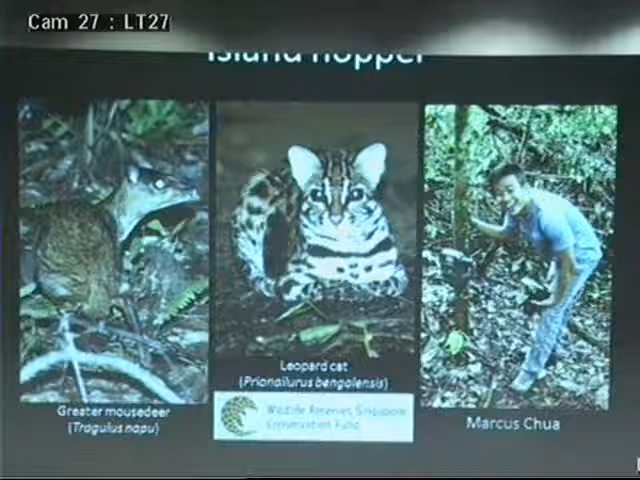 Cam 27 : LT27
Island hopper
Greater mousedeer
(Tragulus napu)
Leopard cat
(Prionailurus bengalensis)
Wildlife Reserves Singapore
Conservation Fund
Marcus Chua